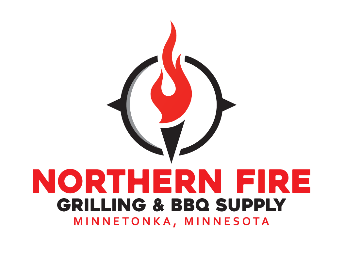 NORTHERN FIRE
GRILLING & BBQ SUPPLY
MINNETONKA, MINNESOTA